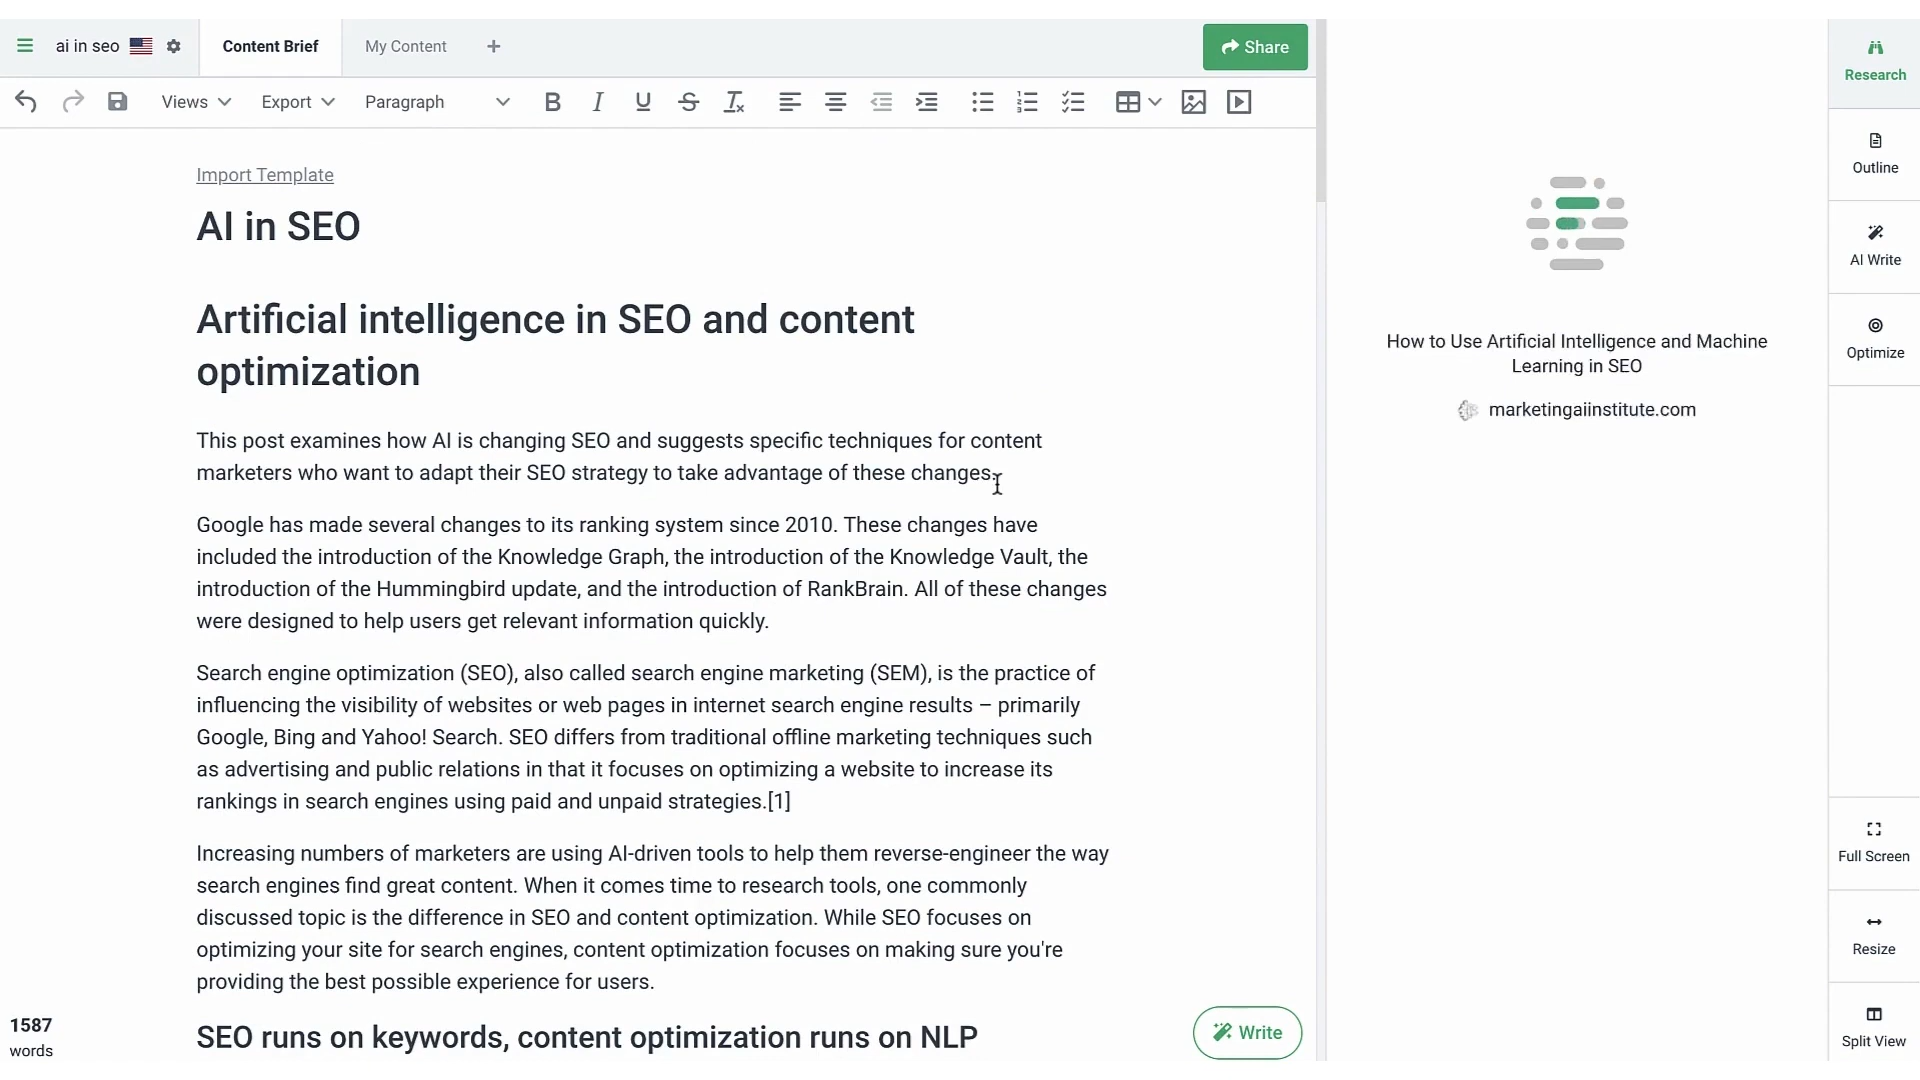 ai in seo
Content Brief
My Content
Share
Views
Export
Paragraph
Import Template
AI in SEO
Artificial intelligence in SEO and content
optimization
This post examines how AI is changing SEO and suggests specific techniques for content
marketers who want to adapt their SEO strategy to take advantage of these changes.
Google has made several changes to its ranking system since 2010. These changes have
included the introduction of the Knowledge Graph, the introduction of the Knowledge Vault, the
introduction of the Hummingbird update, and the introduction of RankBrain. All of these changes
were designed to help users get relevant information quickly.
Search engine optimization (SEO), also called search engine marketing (SEM), is the practice of
influencing the visibility of websites or web pages in internet search engine results – primarily
Google, Bing and Yahoo! Search. SEO differs from traditional offline marketing techniques such
as advertising and public relations in that it focuses on optimizing a website to increase its
rankings in search engines using paid and unpaid strategies.[1]
Increasing numbers of marketers are using AI-driven tools to help them reverse-engineer the way
search engines find great content. When it comes time to research tools, one commonly
discussed topic is the difference in SEO and content optimization. While SEO focuses on
optimizing your site for search engines, content optimization focuses on making sure you're
providing the best possible experience for users.
SEO runs on keywords, content optimization runs on NLP
1587
words
Write
How to Use Artificial Intelligence and Machine
Learning in SEO
marketingaiinstitute.com
Research
Outline
AI Write
Optimize
Full Screen
Resize
Split View